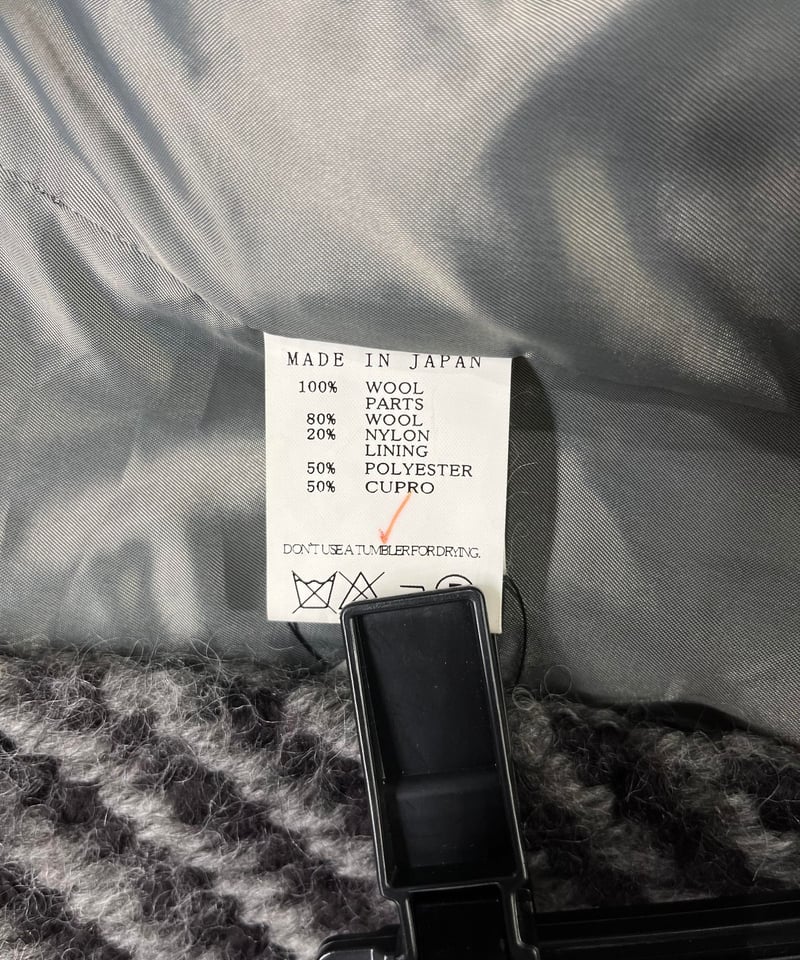 MADE IN JAPAN
100% WOOL
PARTS
80% WOOL
20% NYLON
LINING
50% POLYESTER
50% CUPRO
DON'T USE A TUMBLER FOR DRYING.